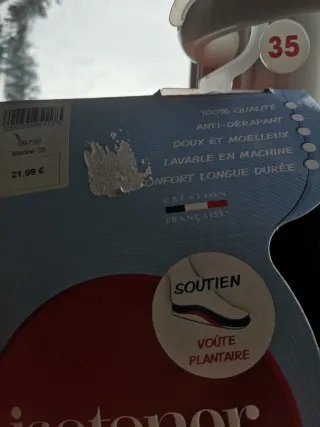 35
100% QUALITÉ
ANTI-DÉRAPANT
DOUX ET MOELLEUX
LAVABLE EN MACHINE
CONFORT LONGUE DURÉE
CRÉATION
FRANÇAISE
21,99 €
SOUTIEN
VOÛTE
PLANTAIRE
isotoner